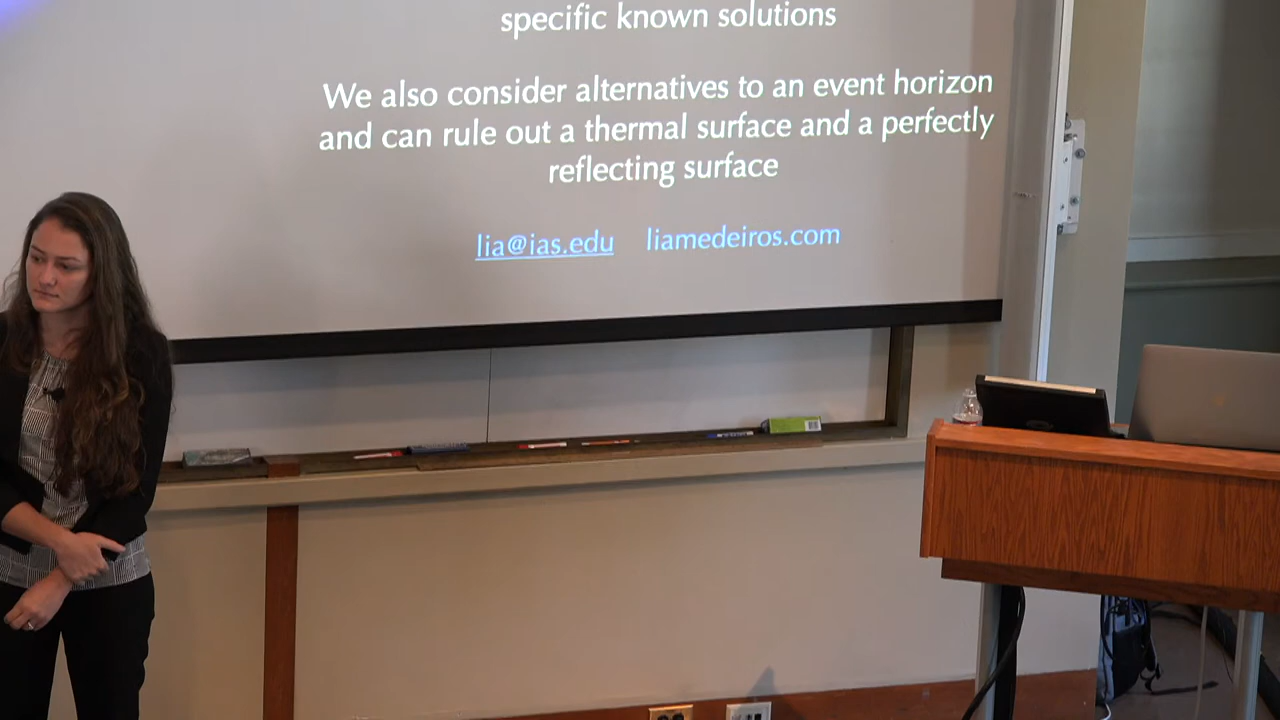 specific known solutions
We also consider alternatives to an event horizon
and can rule out a thermal surface and a perfectly
reflecting surface
lia@ias.edu liamedeiros.com